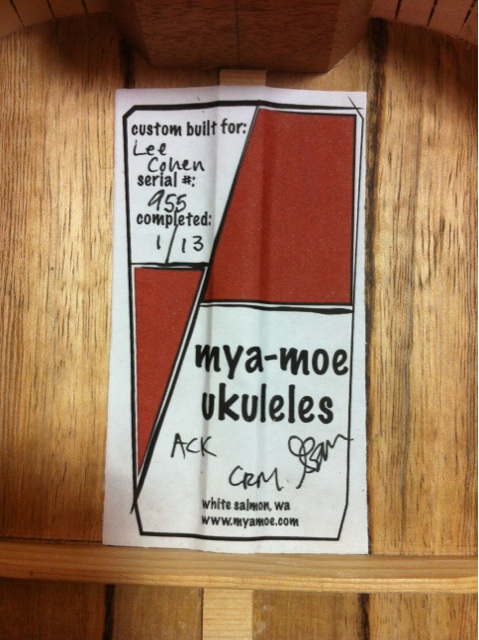 custom built for:
Lee
Cohen
serial #:
955
completed:
1/13
mya-moe
ukuleles
ACK
CRM
white salmon, wa
www.myamoe.com